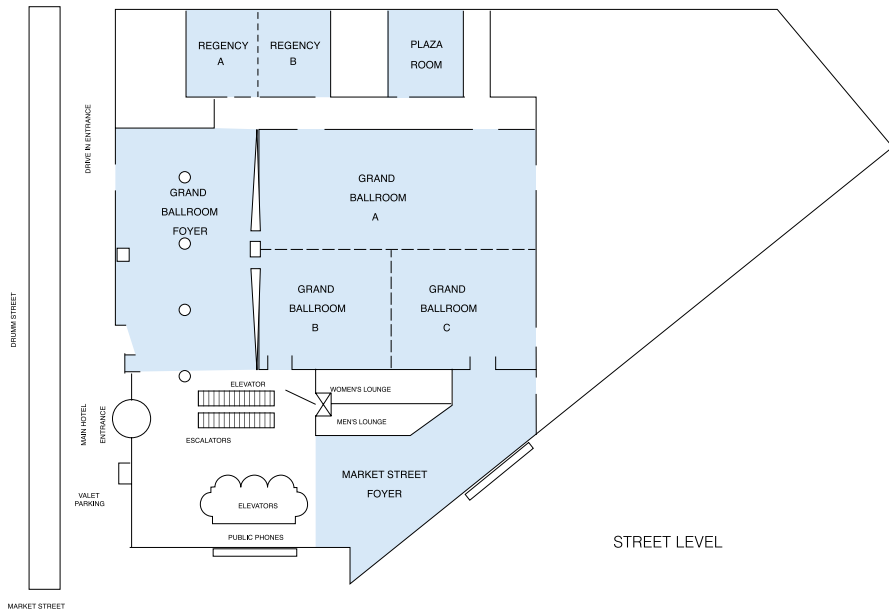 REGENCY
A
REGENCY
B
PLAZA
ROOM
DRIVE IN ENTRANCE
GRAND
BALLROOM
FOYER
GRAND
BALLROOM
A
GRAND
BALLROOM
B
GRAND
BALLROOM
C
DRUMM STREET
ELEVATOR
WOMEN'S LOUNGE
MEN'S LOUNGE
MAIN HOTEL
ENTRANCE
ESCALATORS
MARKET STREET
FOYER
VALET
PARKING
ELEVATORS
PUBLIC PHONES
STREET LEVEL
MARKET STREET